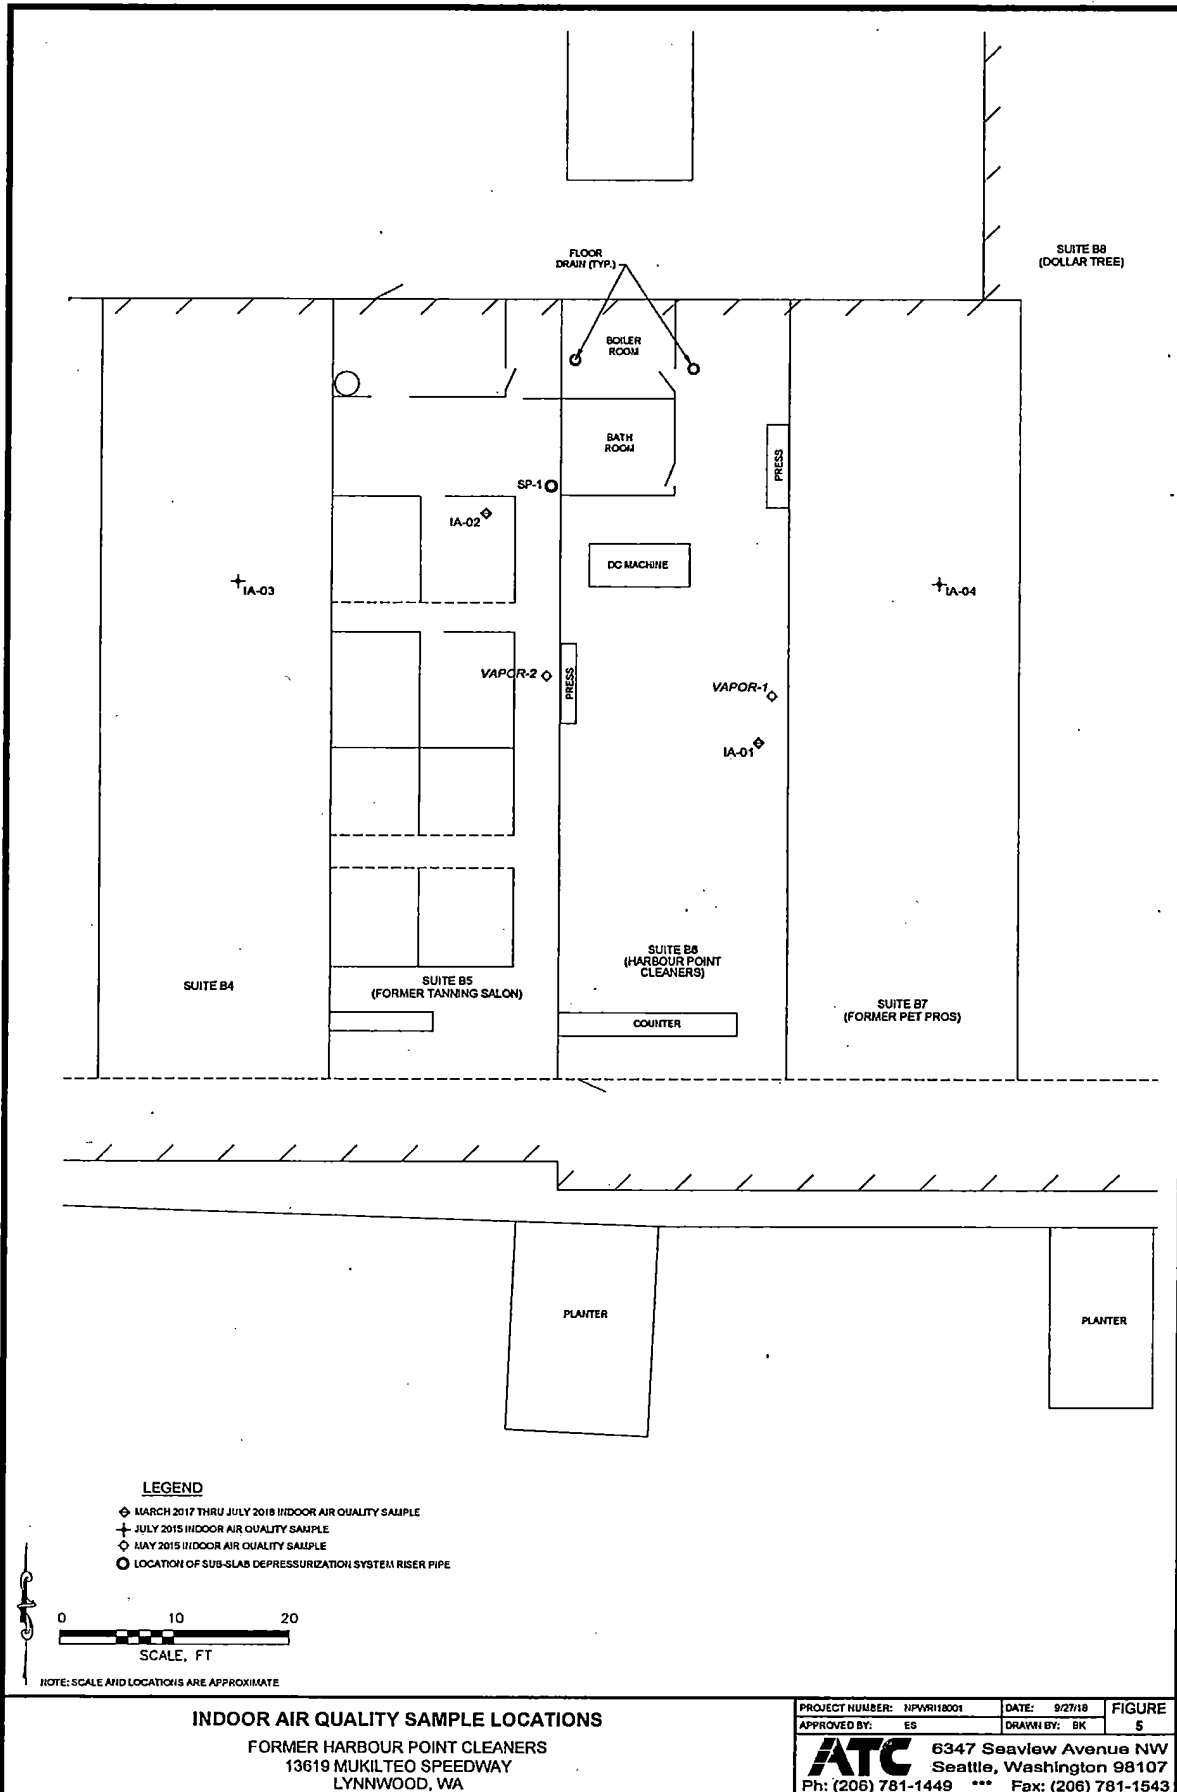 FLOOR
DRAIN (TYP.)
SUITE B8
(DOLLAR TREE)
BOILER
ROOM
BATH
ROOM
PRESS
SP-1
IA-02
DC MACHINE
IA-03
IA-04
VAPOR-2
PRESS
VAPOR-1
IA-01
SUITE B4
SUITE B5
(FORMER TANNING SALON)
SUITE B6
(HARBOUR POINT
CLEANERS)
SUITE B7
(FORMER PET PROS)
COUNTER
PLANTER
PLANTER
LEGEND
MARCH 2017 THRU JULY 2018 INDOOR AIR QUALITY SAMPLE
JULY 2015 INDOOR AIR QUALITY SAMPLE
MAY 2015 INDOOR AIR QUALITY SAMPLE
LOCATION OF SUB-SLAB DEPRESSURIZATION SYSTEM RISER PIPE
0 10 20
SCALE, FT
NOTE: SCALE AND LOCATIONS ARE APPROXIMATE
INDOOR AIR QUALITY SAMPLE LOCATIONS
FORMER HARBOUR POINT CLEANERS
13619 MUKILTEO SPEEDWAY
LYNNWOOD, WA
PROJECT NUMBER: NPWRI18001 DATE: 9/27/18 FIGURE
APPROVED BY: ES DRAWN BY: BK 5
ATC 6347 Seaview Avenue NW
Seattle, Washington 98107
Ph: (206) 781-1449 *** Fax: (206) 781-1543